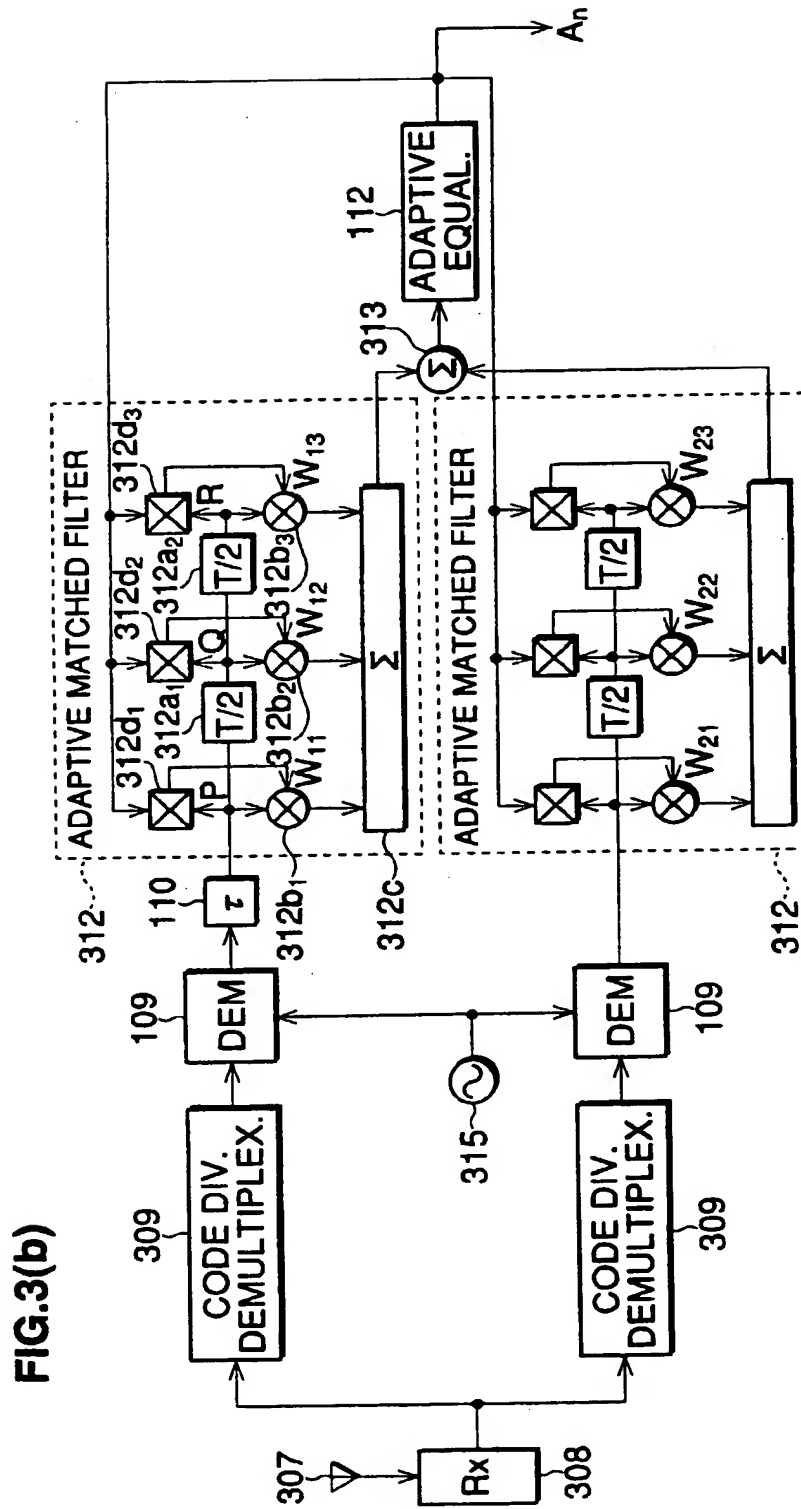 FIG.3(b)
307
Rx
308
309
CODE DIV.
DEMULTIPLEX.
CODE DIV.
DEMULTIPLEX.
309
109
DEM
315
DEM
109
110
τ
312
ADAPTIVE MATCHED FILTER
312d1
312d2
312d3
P
312a1
T/2
Q
312a2
T/2
R
W11
W12
W13
312b1
312b2
312b3
Σ
312c
313
Σ
112
ADAPTIVE
EQUAL.
An
ADAPTIVE MATCHED FILTER
T/2
T/2
W21
W22
W23
Σ
312